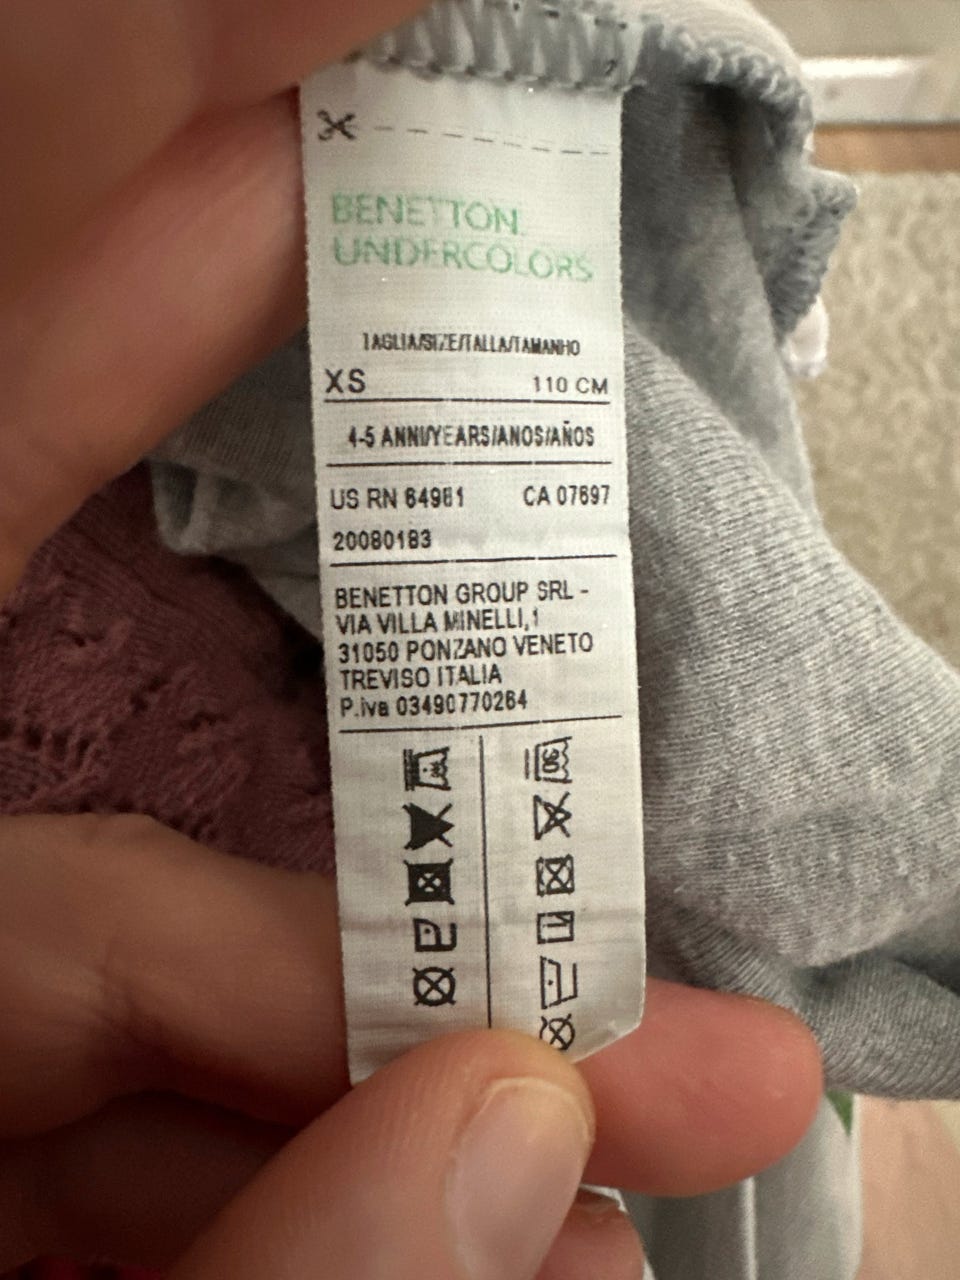 BENETTON
UNDERCOLORS
TAGLIA/SIZE/TALLA/TAMANHO
XS 110 CM
4-5 ANNI/YEARS/ANOS/AÑOS
US RN 64981 CA 07697
20080183
BENETTON GROUP SRL -
VIA VILLA MINELLI,1
31050 PONZANO VENETO
TREVISO ITALIA
P.iva 03490770264
30